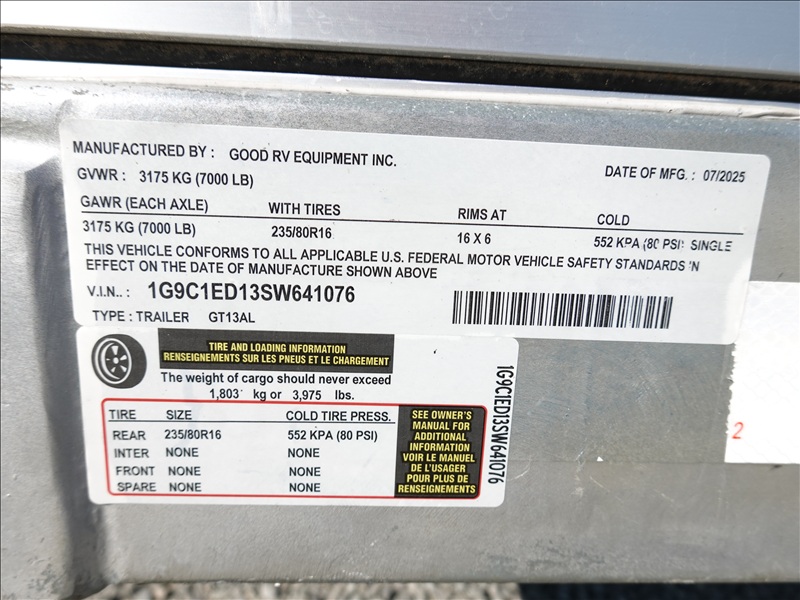 MANUFACTURED BY : GOOD RV EQUIPMENT INC.
DATE OF MFG. : 07/2025
GVWR : 3175 KG (7000 LB)
GAWR (EACH AXLE) WITH TIRES RIMS AT COLD
3175 KG (7000 LB) 235/80R16 16 X 6 552 KPA (80 PSI) SINGLE
THIS VEHICLE CONFORMS TO ALL APPLICABLE U.S. FEDERAL MOTOR VEHICLE SAFETY STANDARDS 'N
EFFECT ON THE DATE OF MANUFACTURE SHOWN ABOVE
V.I.N.. : 1G9C1ED13SW641076
TYPE : TRAILER GT13AL
TIRE AND LOADING INFORMATION
RENSEIGNEMENTS SUR LES PNEUS ET LE CHARGEMENT
The weight of cargo should never exceed
1,803 kg or 3,975 lbs.
TIRE SIZE COLD TIRE PRESS.
REAR 235/80R16 552 KPA (80 PSI)
INTER NONE NONE
FRONT NONE NONE
SPARE NONE NONE
SEE OWNER'S
MANUAL FOR
ADDITIONAL
INFORMATION
VOIR LE MANUEL
DE L'USAGER
POUR PLUS DE
RENSEIGNEMENTS
1G9C1ED13SW641076
2